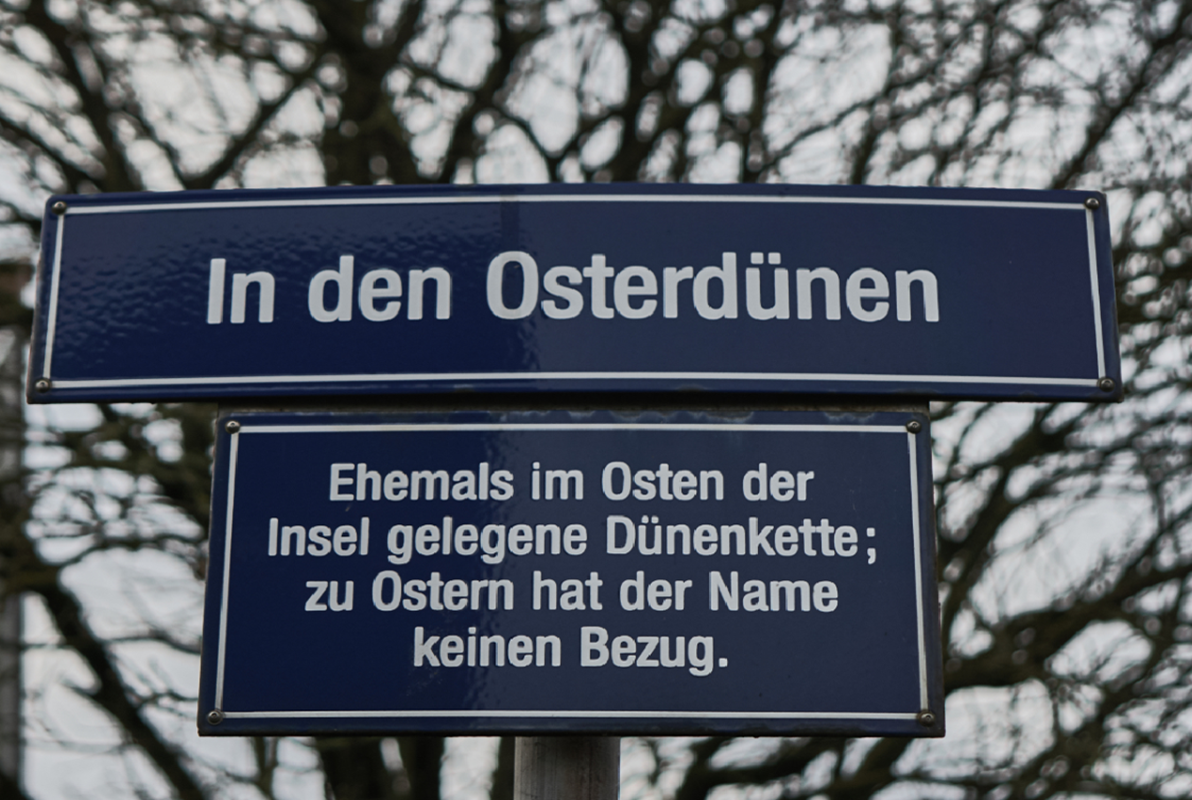 In den Osterdünen
Ehemals im Osten der
Insel gelegene Dünenkette;
zu Ostern hat der Name
keinen Bezug.